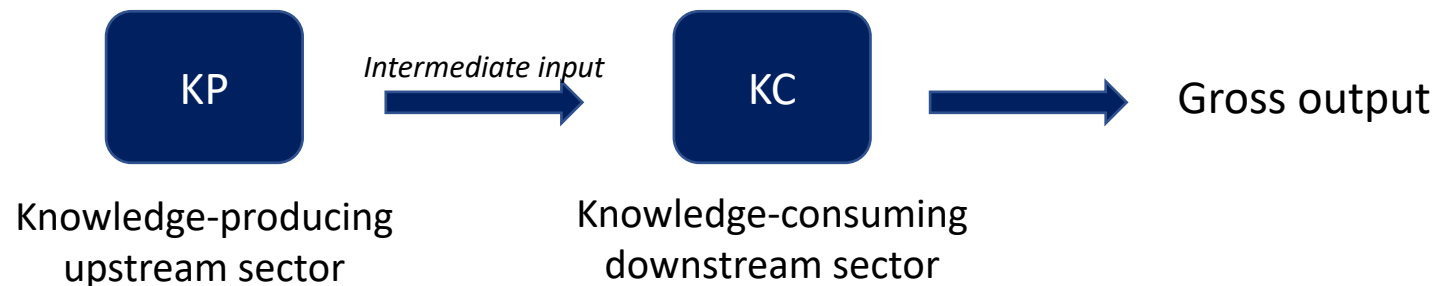 KP
Intermediate input
KC
Gross output
Knowledge-producing
upstream sector
Knowledge-consuming
downstream sector